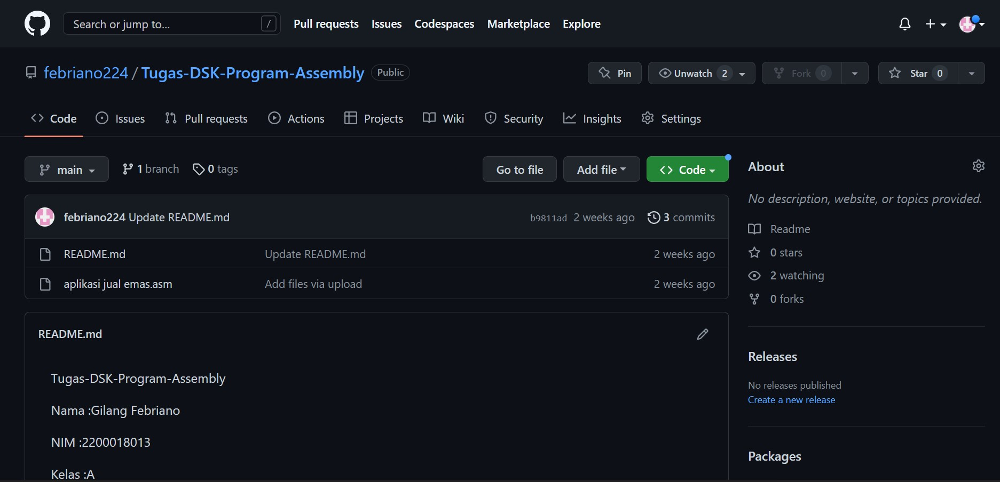 Search or jump to... /
Pull requests Issues Codespaces Marketplace Explore
febriano224 / Tugas-DSK-Program-Assembly Public
Pin Unwatch 2 Fork 0 Star 0
Code Issues Pull requests Actions Projects Wiki Security Insights Settings
main 1 branch 0 tags Go to file Add file Code
febriano224 Update README.md b9811ad 2 weeks ago 3 commits
README.md Update README.md 2 weeks ago
aplikasi jual emas.asm Add files via upload 2 weeks ago
README.md
Tugas-DSK-Program-Assembly
Nama :Gilang Febriano
NIM :2200018013
Kelas :A
About
No description, website, or topics provided.
Readme
0 stars
2 watching
0 forks
Releases
No releases published
Create a new release
Packages